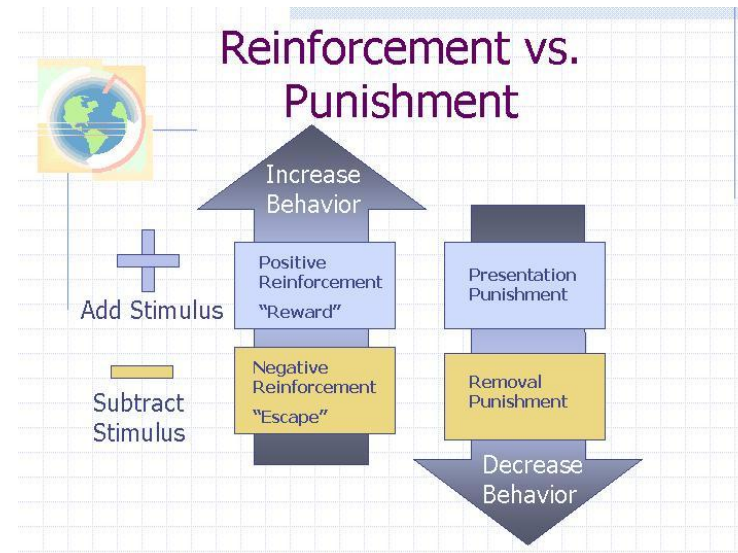 Reinforcement vs.
Punishment
Increase
Behavior
Add Stimulus
Positive
Reinforcement
“Reward”
Presentation
Punishment
Subtract
Stimulus
Negative
Reinforcement
“Escape”
Removal
Punishment
Decrease
Behavior